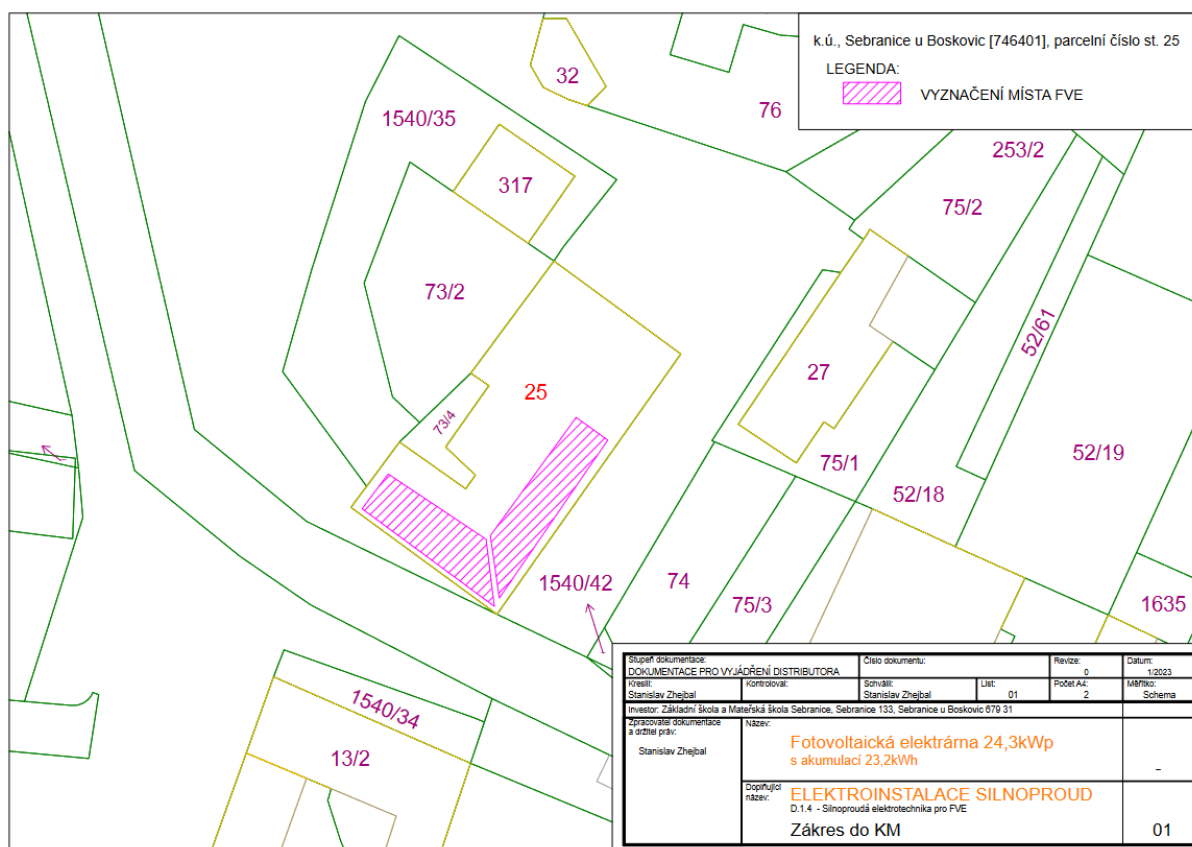 k.ú., Sebranice u Boskovic [746401], parcelní číslo st. 25
LEGENDA:
VYZNAČENÍ MÍSTA FVE
32
76
1540/35
253/2
317
75/2
73/2
52/61
27
25
73/4
52/19
75/1
52/18
1540/42
74
75/3
1635
1540/34
13/2
Stupeň dokumentace:
DOKUMENTACE PRO VYJÁDŘENÍ DISTRIBUTORA
Číslo dokumentu:
Revize:
0
Datum:
1/2023
Kreslil:
Stanislav Zhejbal
Kontroloval:
Schválil:
Stanislav Zhejbal
List:
01
Počet A4:
2
Měřítko:
Schema
Investor: Základní škola a Mateřská škola Sebranice, Sebranice 133, Sebranice u Boskovic 679 31
Zpracovatel dokumentace
a držitel práv:
Stanislav Zhejbal
Název:
Fotovoltaická elektrárna 24,3kWp
s akumulací 23,2kWh
–
Doplňující
název:
ELEKTROINSTALACE SILNOPROUD
D.1.4 - Silnoproudá elektrotechnika pro FVE
Zákres do KM
01